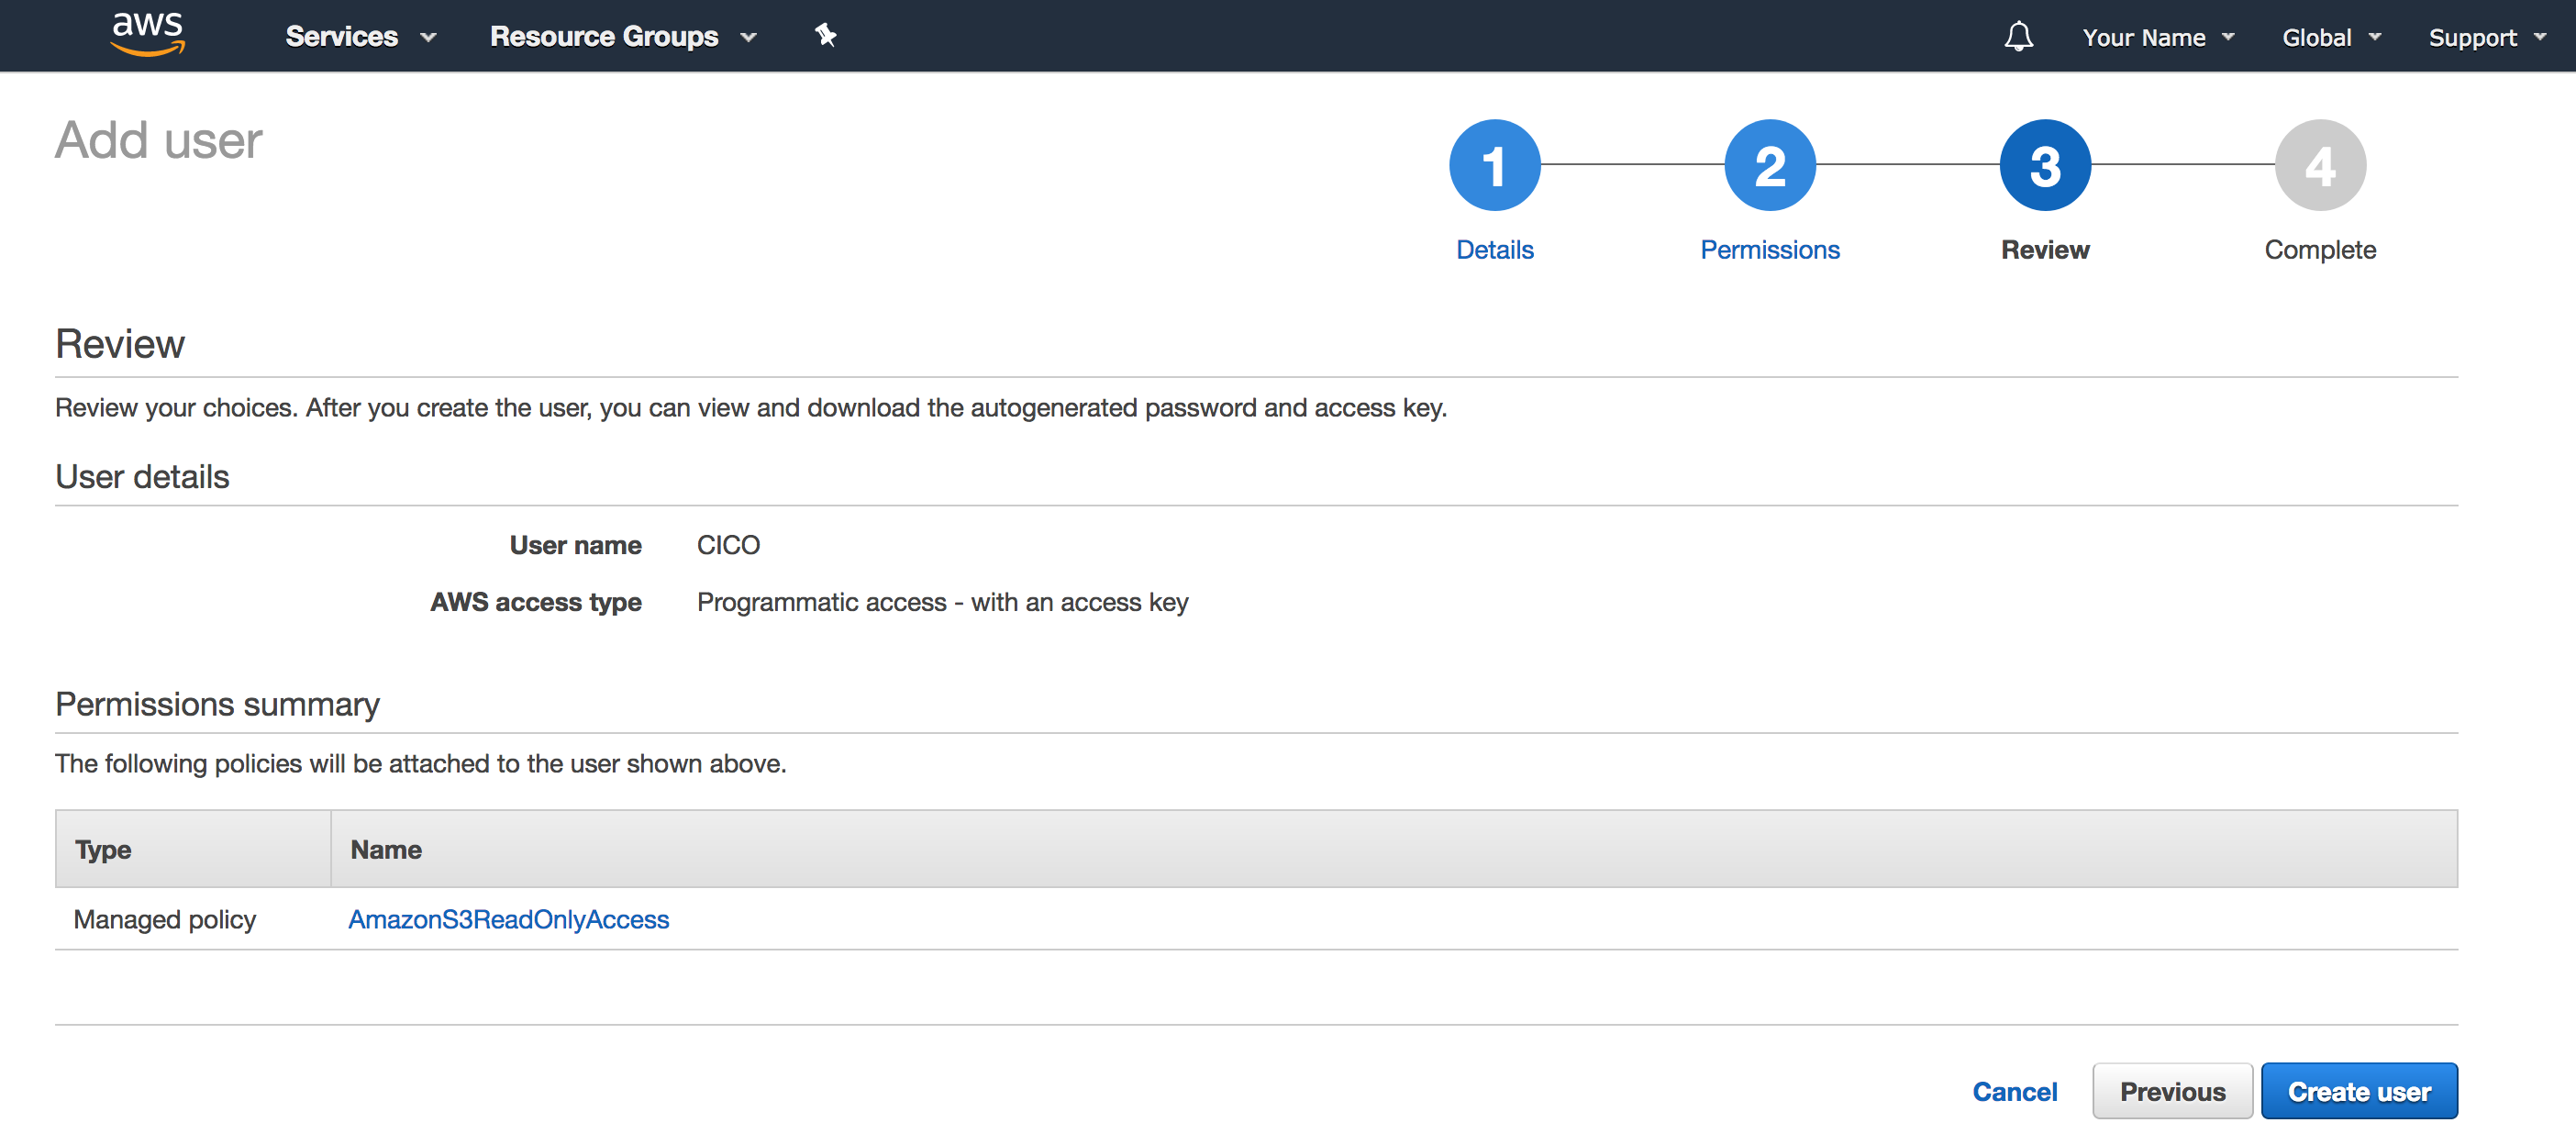 aws Services Resource Groups Your Name Global Support
Add user
1 2 3 4
Details Permissions Review Complete
Review
Review your choices. After you create the user, you can view and download the autogenerated password and access key.
User details
User name CICO
AWS access type Programmatic access - with an access key
Permissions summary
The following policies will be attached to the user shown above.
Type Name
Managed policy AmazonS3ReadOnlyAccess
Cancel Previous Create user